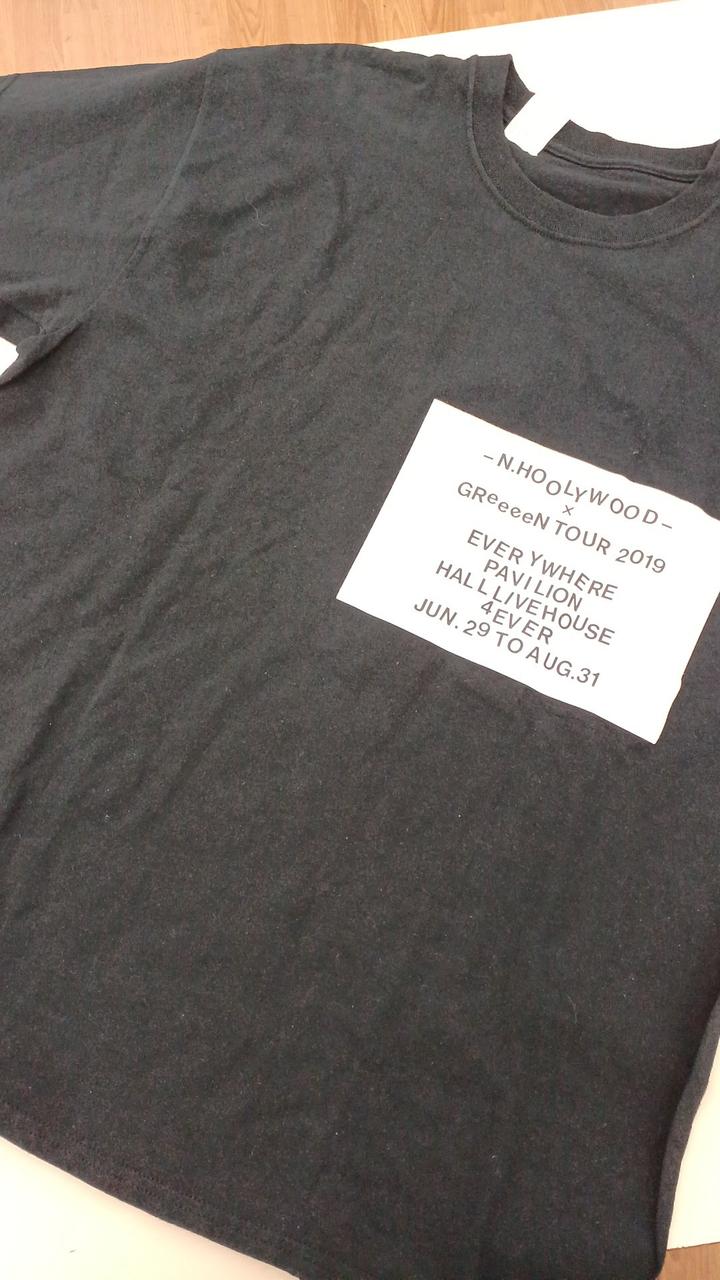 –N.HOOLYWOOD–
×
GReeeeN TOUR 2019
EVERYWHERE
PAVILION
HALL LIVEHOUSE
4EVER
JUN. 29 TO AUG.31